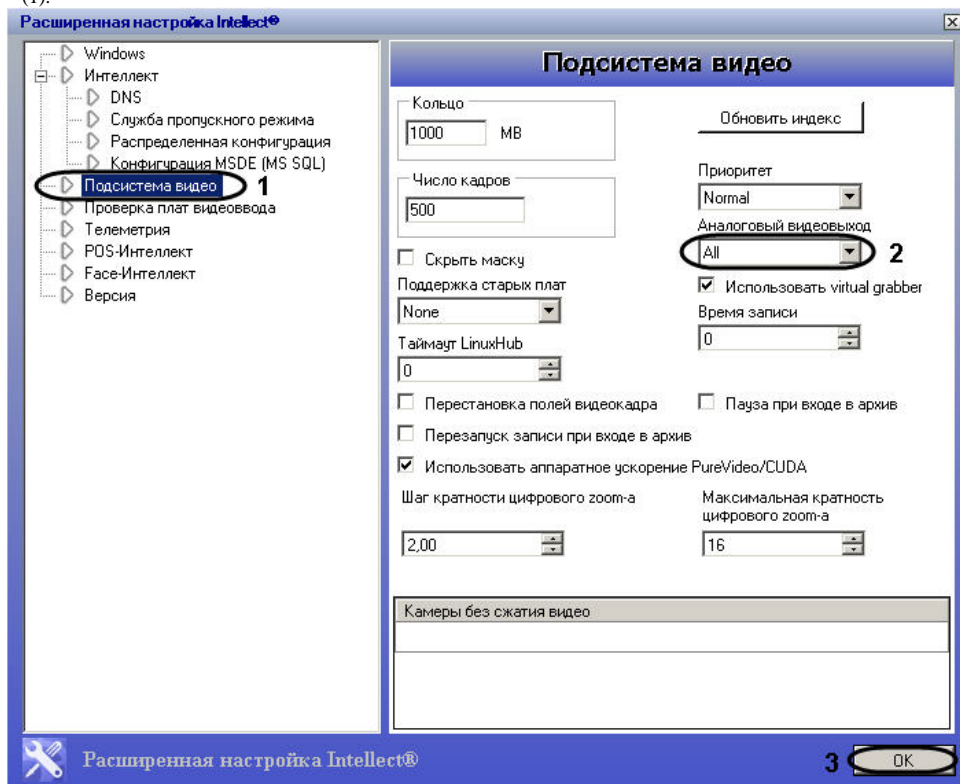 (1).
Расширенная настройка Intellect®
Windows
Интеллект
DNS
Служба пропускного режима
Распределенная конфигурация
Конфигурация MSDE (MS SQL)
Подсистема видео 1
Проверка плат видеоввода
Телеметрия
POS-Интеллект
Face-Интеллект
Версия
Подсистема видео
Кольцо
1000 MB
Обновить индекс
Число кадров
500
Приоритет
Normal
Аналоговый видеовыход
All 2
Скрыть маску
Использовать virtual grabber
Поддержка старых плат
None
Время записи
0
Таймаут LinuxHub
0
Перестановка полей видеокадра
Пауза при входе в архив
Перезапуск записи при входе в архив
Использовать аппаратное ускорение PureVideo/CUDA
Шаг кратности цифрового zoom-а
2,00
Максимальная кратность
цифрового zoom-а
16
Камеры без сжатия видео
Расширенная настройка Intellect®
3 OK